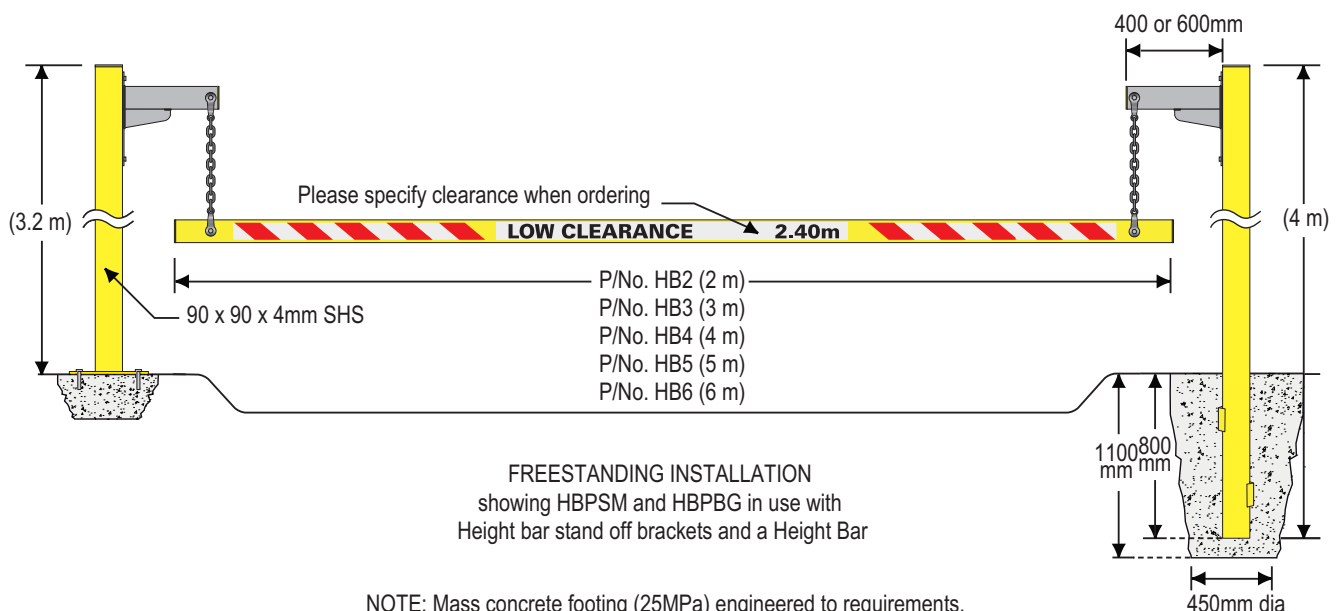 400 or 600mm
(3.2 m)
Please specify clearance when ordering
LOW CLEARANCE 2.40m
(4 m)
90 x 90 x 4mm SHS
P/No. HB2 (2 m)
P/No. HB3 (3 m)
P/No. HB4 (4 m)
P/No. HB5 (5 m)
P/No. HB6 (6 m)
1100 mm
800 mm
FREESTANDING INSTALLATION
showing HBPSM and HBPBG in use with
Height bar stand off brackets and a Height Bar
450mm dia
NOTE: Mass concrete footing (25MPa) engineered to requirements.